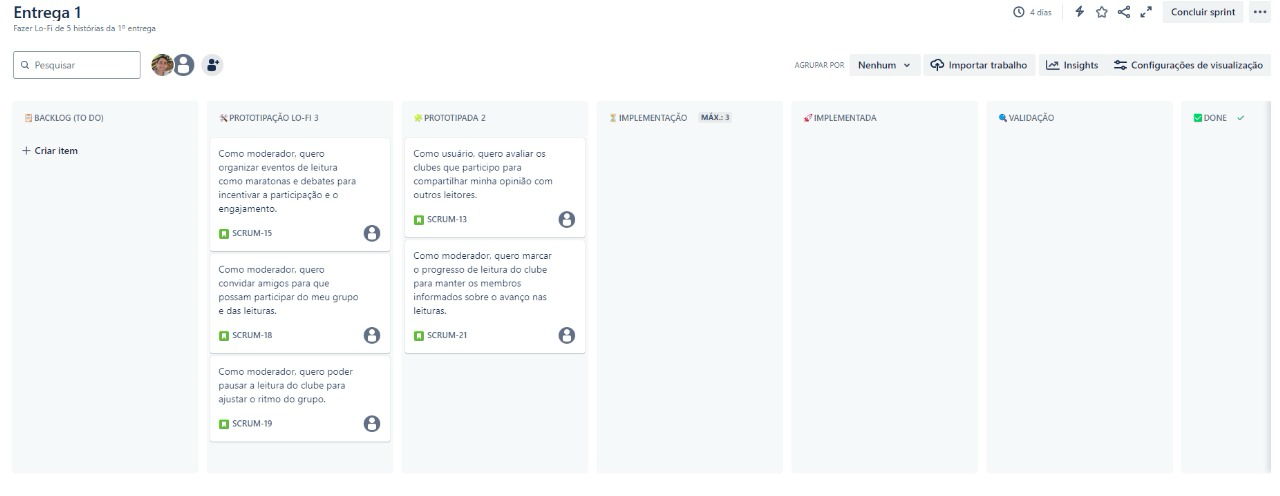 Entrega 1
Fazer Lo-Fi de 5 histórias da 1º entrega
4 dias
Concluir sprint
Pesquisar
AGRUPAR POR
Nenhum
Importar trabalho
Insights
Configurações de visualização
BACKLOG (TO DO)
+ Criar item
PROTOTIPAÇÃO LO-FI 3
Como moderador, quero
organizar eventos de leitura
como maratonas e debates para
incentivar a participação e o
engajamento.
SCRUM-15
Como moderador, quero
convidar amigos para que
possam participar do meu grupo
e das leituras.
SCRUM-18
Como moderador, quero poder
pausar a leitura do clube para
ajustar o ritmo do grupo.
SCRUM-19
PROTOTIPADA 2
Como usuário, quero avaliar os
clubes que participo para
compartilhar minha opinião com
outros leitores.
SCRUM-13
Como moderador, quero marcar
o progresso de leitura do clube
para manter os membros
informados sobre o avanço nas
leituras.
SCRUM-21
IMPLEMENTAÇÃO MÁX.: 3
IMPLEMENTADA
VALIDAÇÃO
DONE